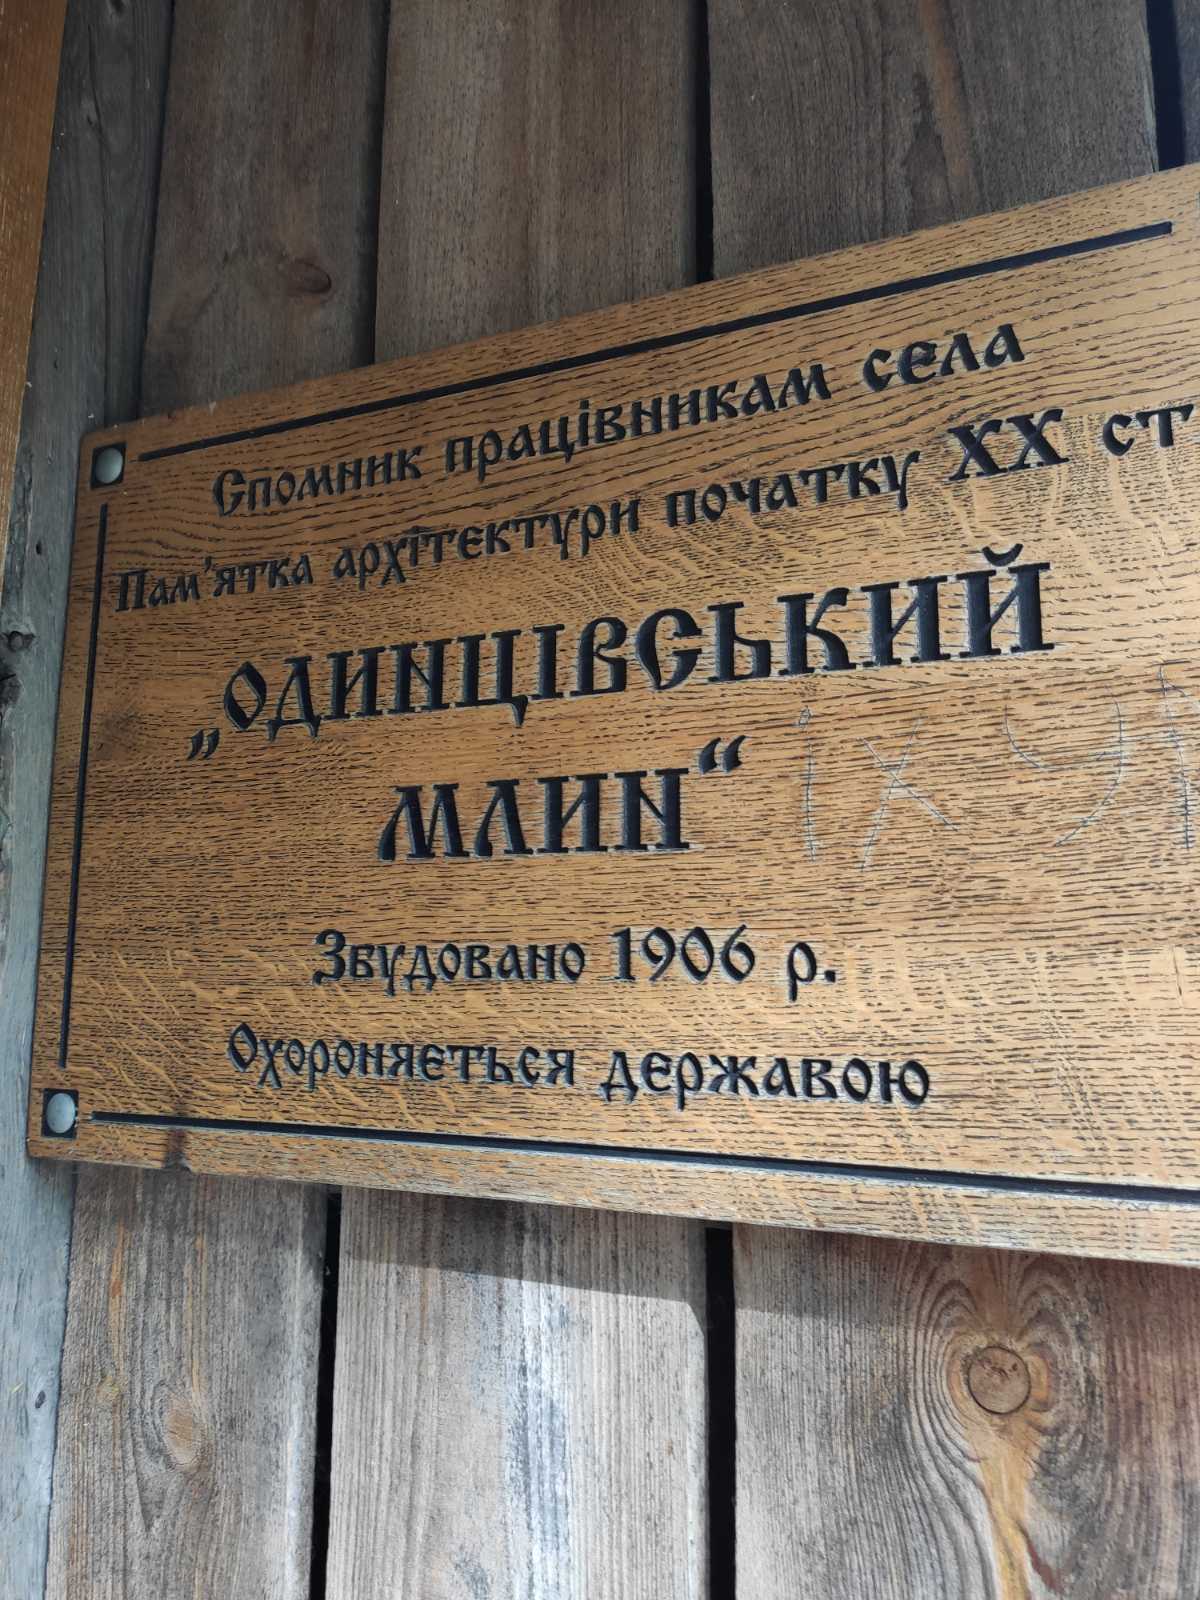 Спомник працівникам села
Пам'ятка архітектури початку XX ст
„ОДИНЦІВСЬКИЙ
МЛИН“
Збудовано 1906 р.
Охороняється державою